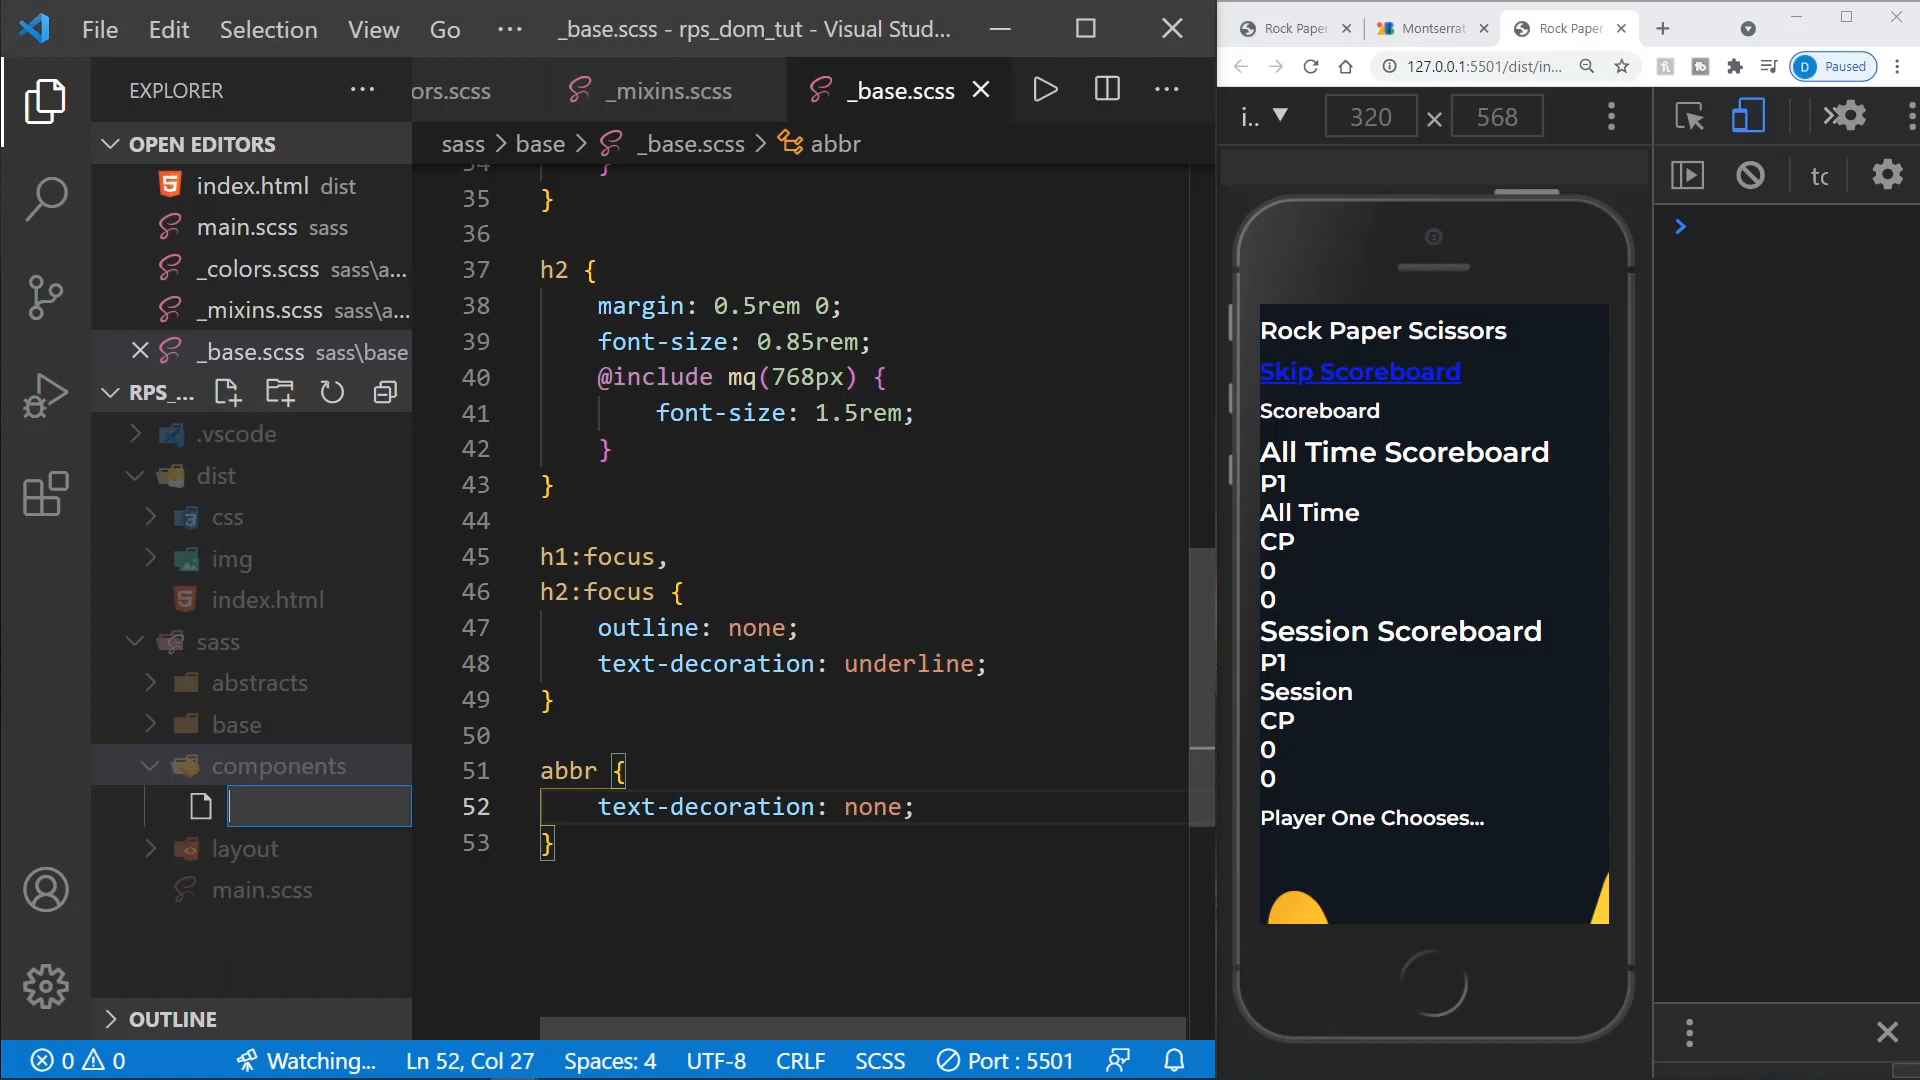 File Edit Selection View Go ··· _base.scss - rps_dom_tut - Visual Stud...
EXPLORER ···
OPEN EDITORS
index.html dist
main.scss sass
_colors.scss sass\a...
_mixins.scss sass\a...
_base.scss sass\base
RPS_...
.vscode
dist
css
img
index.html
sass
abstracts
base
components
layout
main.scss
OUTLINE
ors.scss _mixins.scss _base.scss
sass > base > _base.scss > abbr
34 }
35 }
36
37 h2 {
38 margin: 0.5rem 0;
39 font-size: 0.85rem;
40 @include mq(768px) {
41 font-size: 1.5rem;
42 }
43 }
44
45 h1:focus,
46 h2:focus {
47 outline: none;
48 text-decoration: underline;
49 }
50
51 abbr {
52 text-decoration: none;
53 }
0 0 Watching... Ln 52, Col 27 Spaces: 4 UTF-8 CRLF SCSS Port : 5501
Rock Paper Montserrat Rock Paper
127.0.0.1:5501/dist/in... D Paused
i.. 320 × 568
tc
Rock Paper Scissors
Skip Scoreboard
Scoreboard
All Time Scoreboard
P1
All Time
CP
0
0
Session Scoreboard
P1
Session
CP
0
0
Player One Chooses...